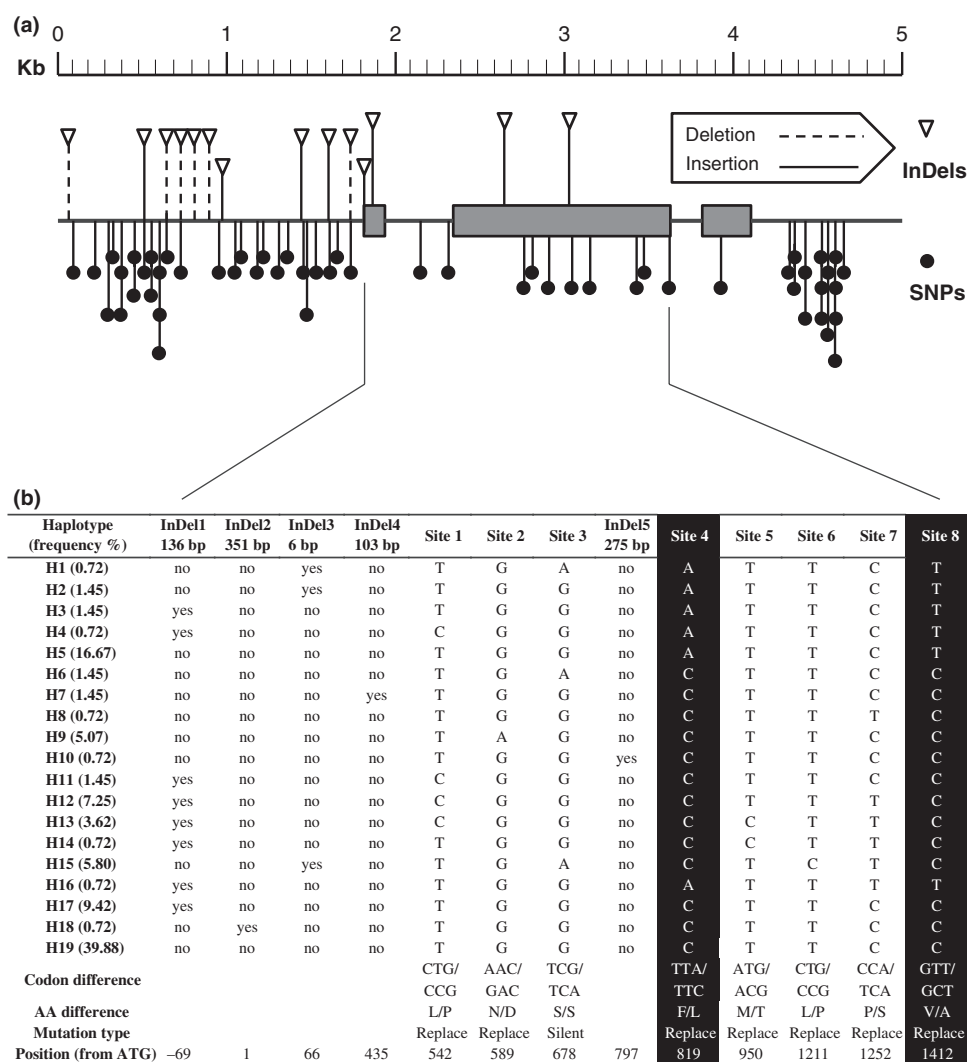 (a)
0 1 2 3 4 5
Kb
Deletion
Insertion
InDels
SNPs
(b)
Haplotype (frequency %) InDel1 136 bp InDel2 351 bp InDel3 6 bp InDel4 103 bp Site 1 Site 2 Site 3 InDel5 275 bp Site 4 Site 5 Site 6 Site 7 Site 8
H1 (0.72) no no yes no T G A no A T T C T
H2 (1.45) no no yes no T G G no A T T C T
H3 (1.45) yes no no no T G G no A T T C T
H4 (0.72) yes no no no C G G no A T T C T
H5 (16.67) no no no no T G G no A T T C T
H6 (1.45) no no no no T G A no C T T C C
H7 (1.45) no no no yes T G G no C T T C C
H8 (0.72) no no no no T G G no C T T T C
H9 (5.07) no no no no T A G no C T T C C
H10 (0.72) no no no no T G G yes C T T C C
H11 (1.45) yes no no no C G G no C T T C C
H12 (7.25) yes no no no C G G no C T T T C
H13 (3.62) yes no no no C G G no C C T T C
H14 (0.72) yes no no no T G G no C C T T C
H15 (5.80) no no yes no T G A no C T C T C
H16 (0.72) yes no no no T G G no A T T T T
H17 (9.42) yes no no no T G G no C T T C C
H18 (0.72) no yes no no T G G no C T T C C
H19 (39.88) no no no no T G G no C T T C C
Codon difference CTG/ CCG AAC/ GAC TCG/ TCA TTA/ TTC ATG/ ACG CTG/ CCG CCA/ TCA GTT/ GCT
AA difference L/P N/D S/S F/L M/T L/P P/S V/A
Mutation type Replace Replace Silent Replace Replace Replace Replace Replace
Position (from ATG) –69 1 66 435 542 589 678 797 819 950 1211 1252 1412